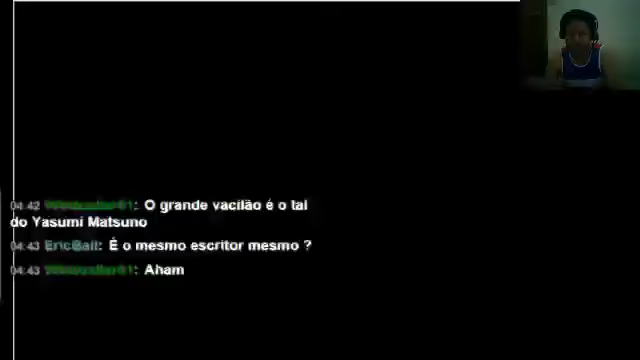 04:42 : O grande vacilão é o tal
do Yasumi Matsuno
04:43 EricBait: É o mesmo escritor mesmo ?
04:43 : Aham